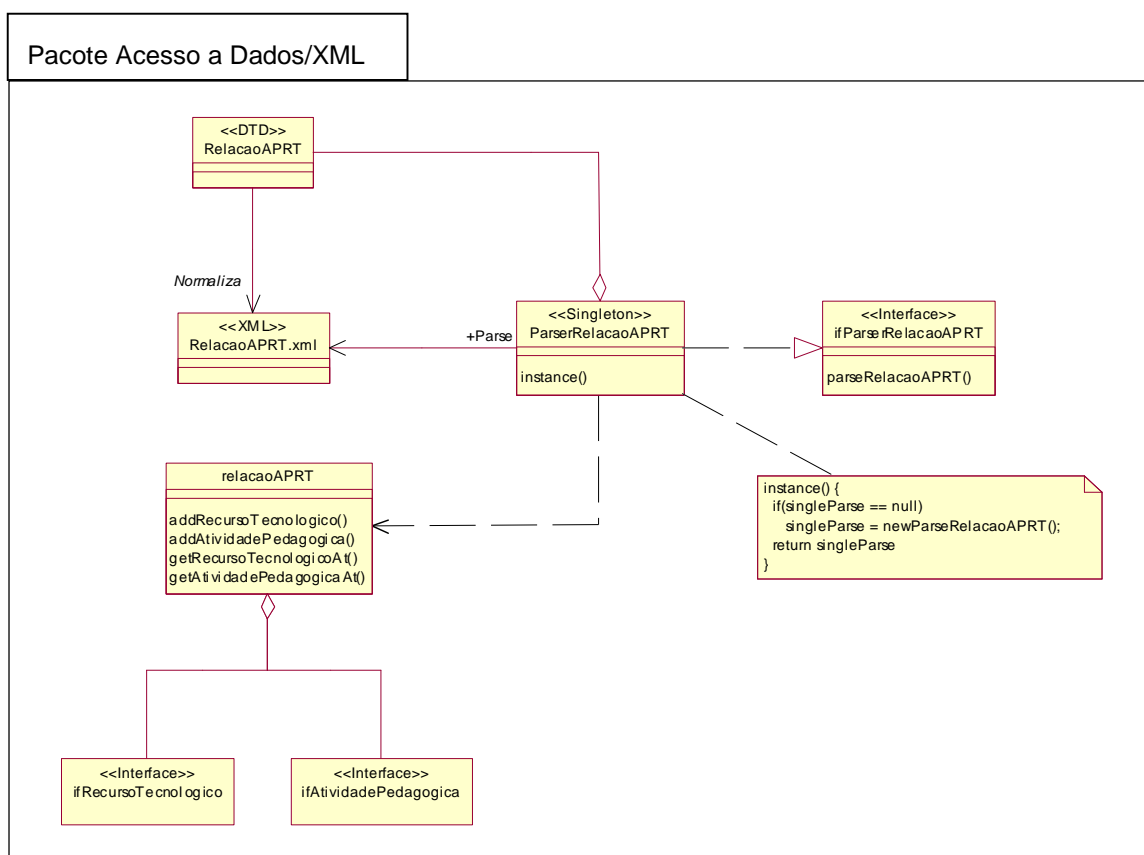 Pacote Acesso a Dados/XML
<<DTD>>
RelacaoAPRT
Normaliza
<<XML>>
RelacaoAPRT.xml
+Parse
<<Singleton>>
ParserRelacaoAPRT
instance()
<<Interface>>
ifParserRelacaoAPRT
parseRelacaoAPRT()
relacaoAPRT
addRecursoTecnologico()
addAtividadePedagogica()
getRecursoTecnologicoAt()
getAtividadePedagogicaAt()
instance() {
if(singleParse == null)
singleParse = newParseRelacaoAPRT();
return singleParse
}
<<Interface>>
ifRecursoTecnologico
<<Interface>>
ifAtividadePedagogica